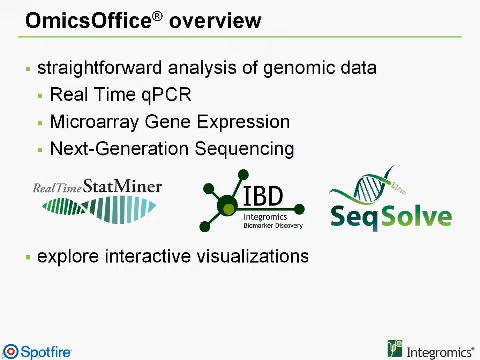 OmicsOffice® overview
straightforward analysis of genomic data
Real Time qPCR
Microarray Gene Expression
Next-Generation Sequencing
RealTime StatMiner
IBD
Integromics
Biomarker Discovery
SeqSolve
explore interactive visualizations
Spotfire
Integromics®